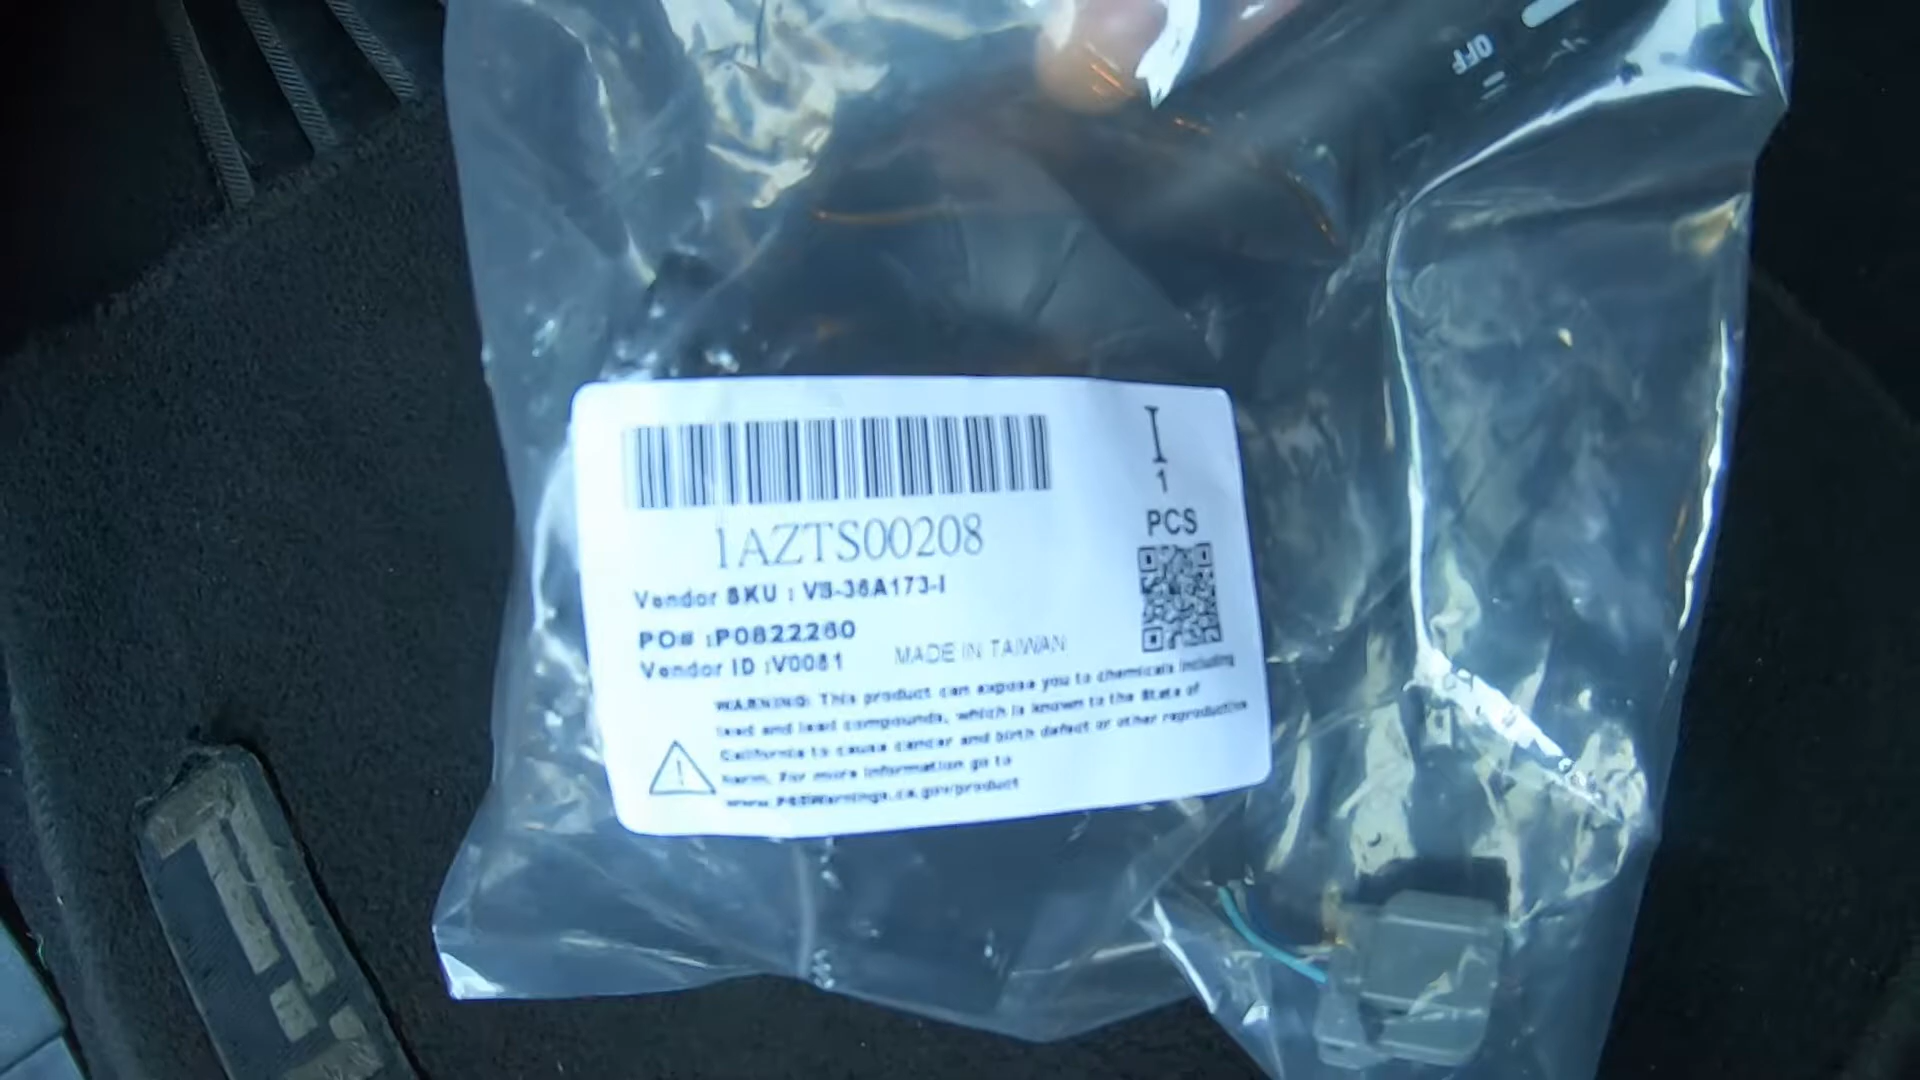 OFF
I
1
PCS
1AZTS00208
Vendor SKU : VS-36A173-I
PO# :P0822260
Vendor ID :V0081
MADE IN TAIWAN
WARNING: This product can expose you to chemicals including
lead and lead compounds, which is known to the State of
California to cause cancer and birth defect or other reproductive
harm. For more information go to
www.P65Warnings.ca.gov/product